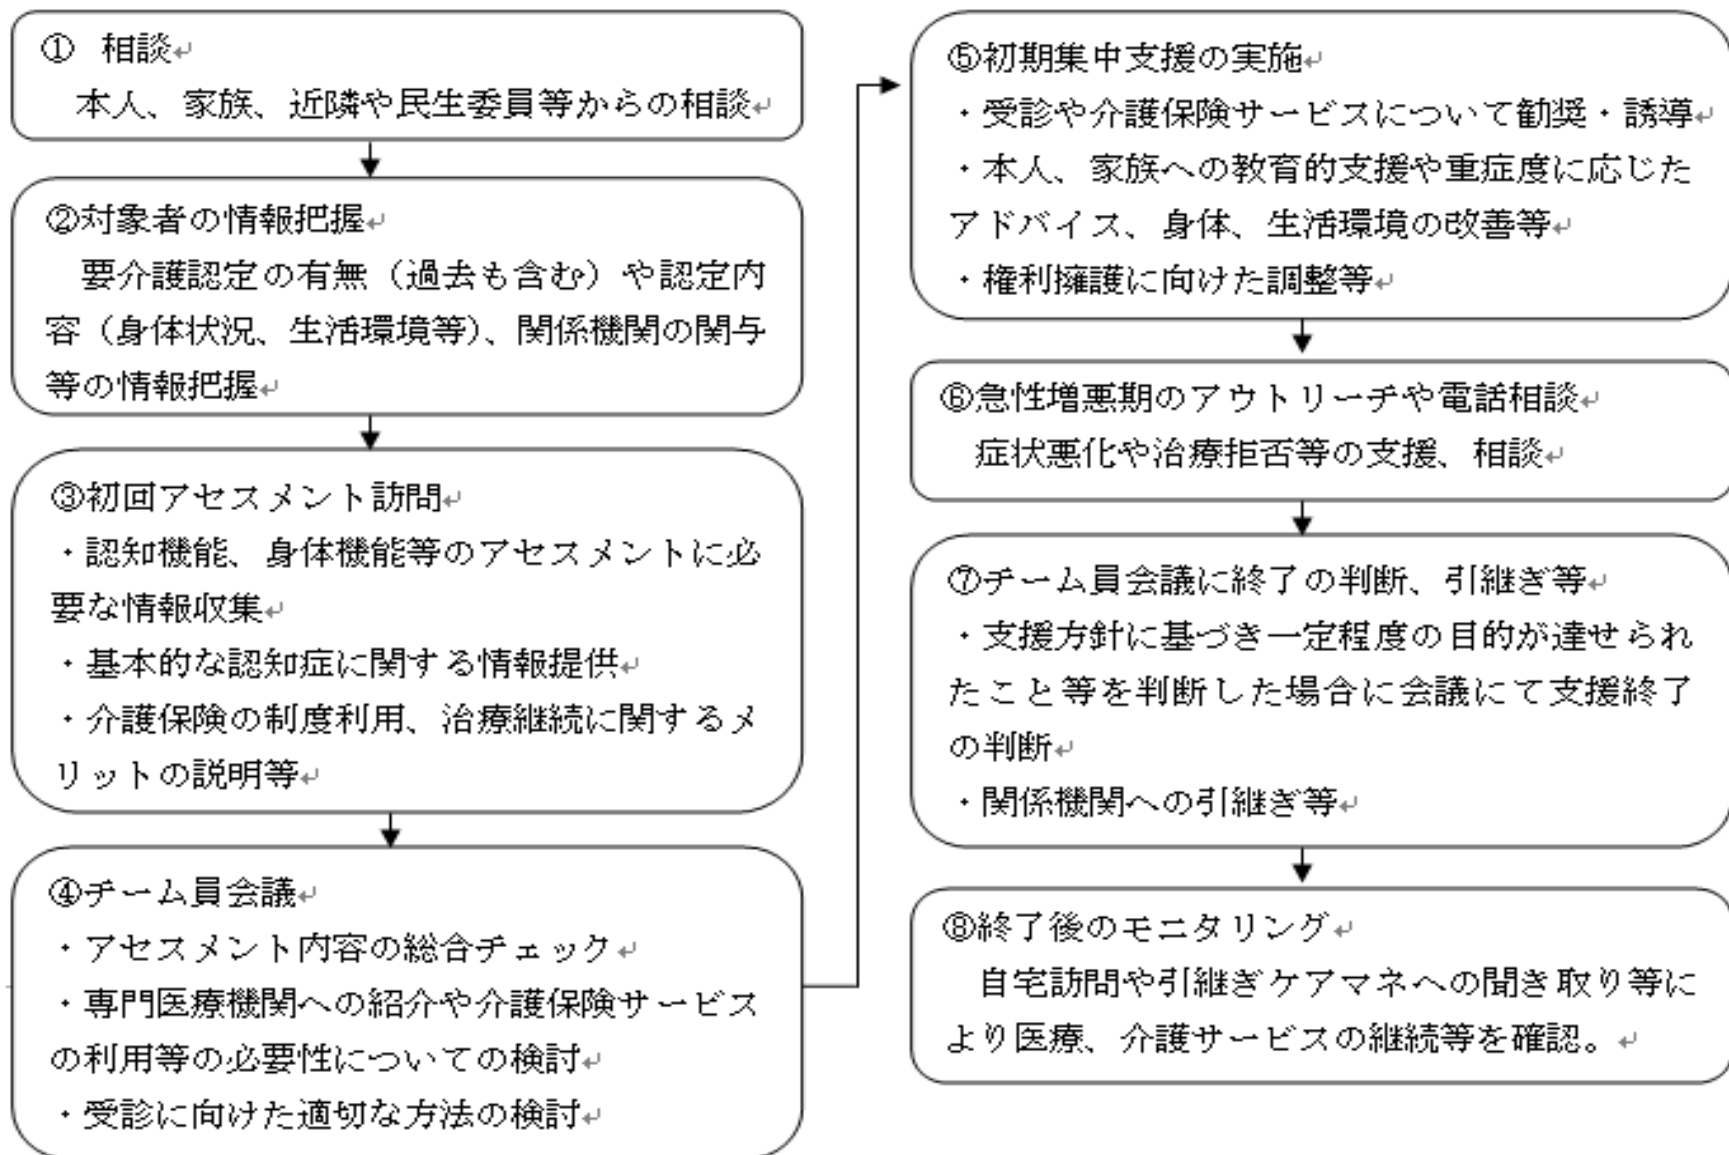 ① 相談
本人、家族、近隣や民生委員等からの相談
②対象者の情報把握
要介護認定の有無（過去も含む）や認定内
容（身体状況、生活環境等）、関係機関の関与
等の情報把握
③初回アセスメント訪問
・認知機能、身体機能等のアセスメントに必
要な情報収集
・基本的な認知症に関する情報提供
・介護保険の制度利用、治療継続に関するメ
リットの説明等
④チーム員会議
・アセスメント内容の総合チェック
・専門医療機関への紹介や介護保険サービス
の利用等の必要性についての検討
・受診に向けた適切な方法の検討
⑤初期集中支援の実施
・受診や介護保険サービスについて勧奨・誘導
・本人、家族への教育的支援や重症度に応じた
アドバイス、身体、生活環境の改善等
・権利擁護に向けた調整等
⑥急性増悪期のアウトリーチや電話相談
症状悪化や治療拒否等の支援、相談
⑦チーム員会議に終了の判断、引継ぎ等
・支援方針に基づき一定程度の目的が達せられ
たこと等を判断した場合に会議にて支援終了
の判断
・関係機関への引継ぎ等
⑧終了後のモニタリング
自宅訪問や引継ぎケアマネへの聞き取り等に
より医療、介護サービスの継続等を確認。